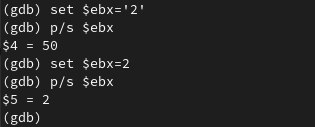 (gdb) set $ebx='2'
(gdb) p/s $ebx
$4 = 50
(gdb) set $ebx=2
(gdb) p/s $ebx
$5 = 2
(gdb)